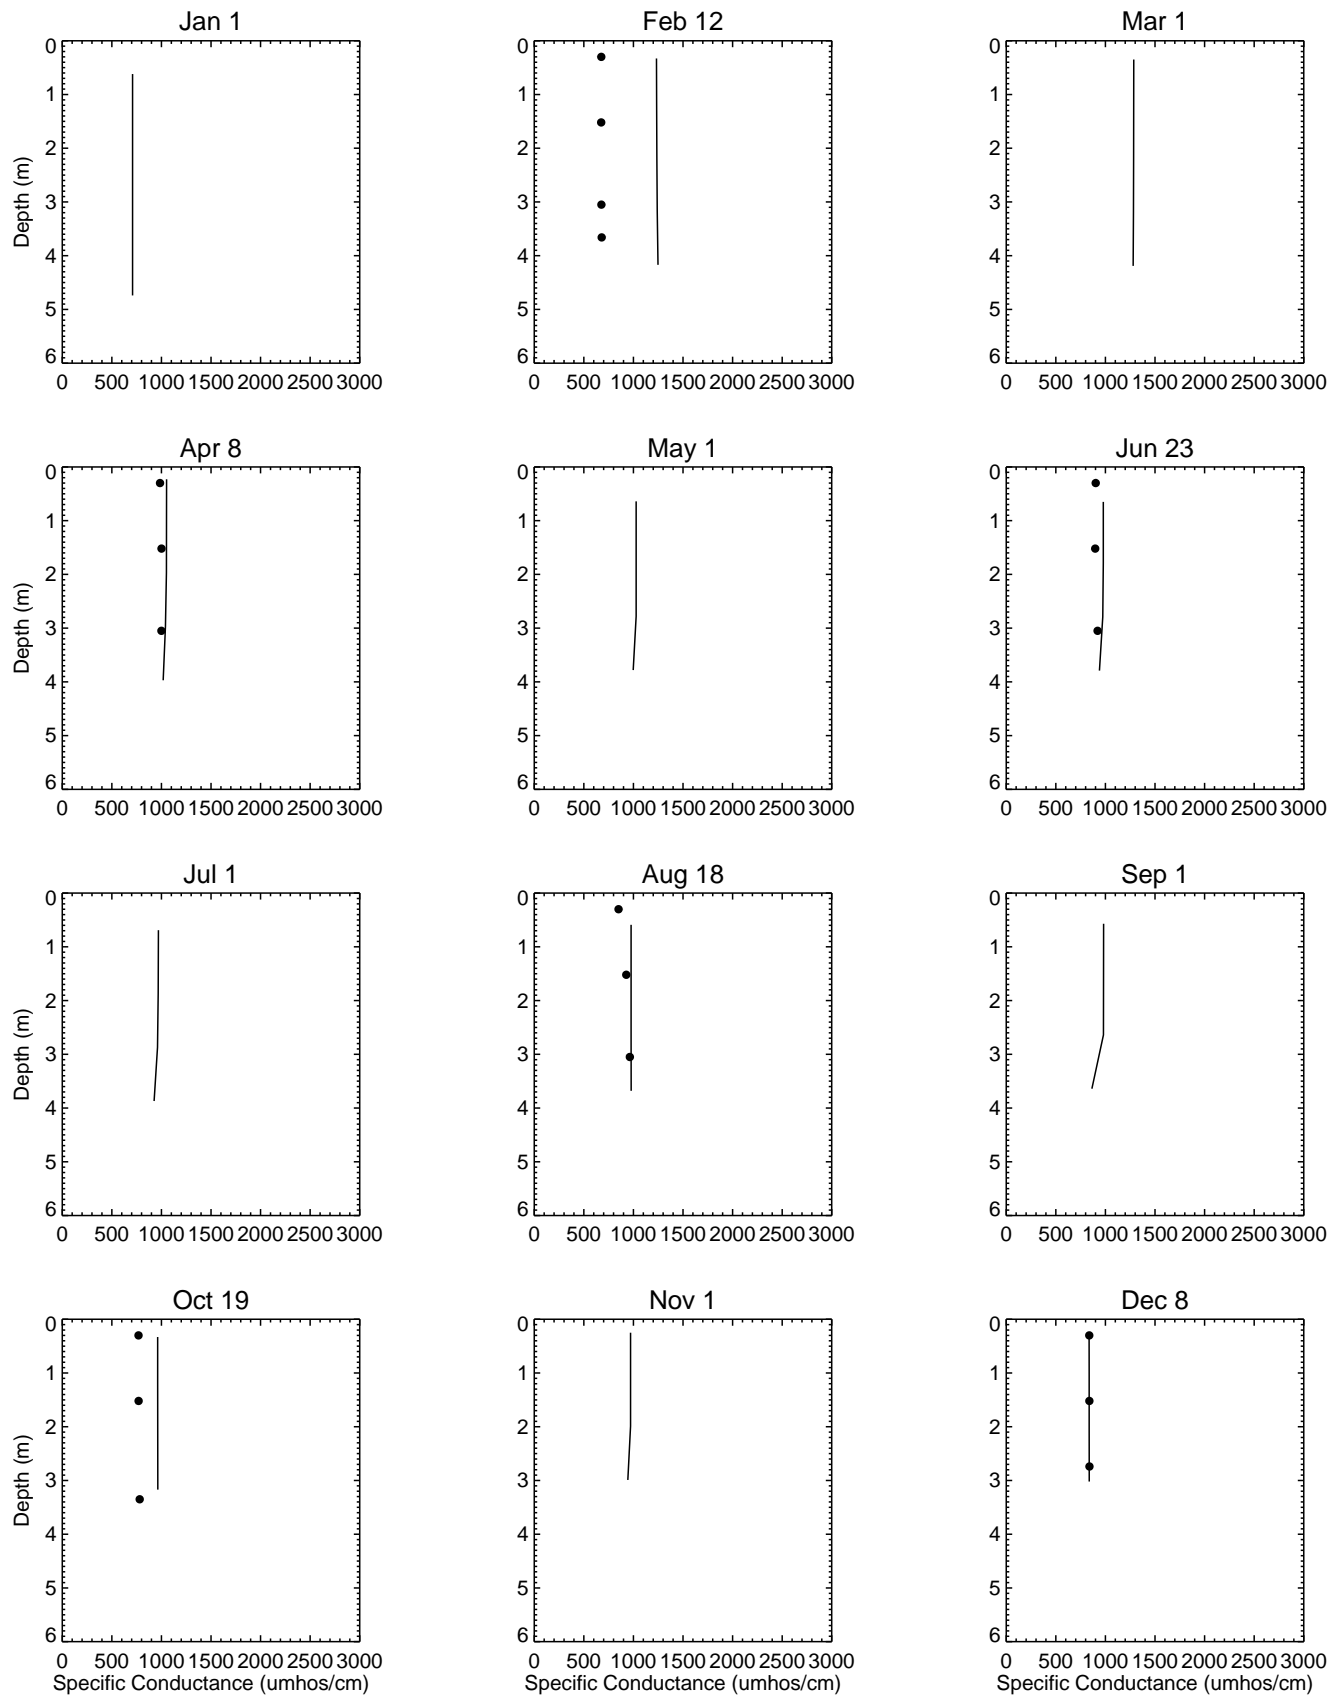 Jan 1
Feb 12
Mar 1
0
1
2
3
4
5
6
Depth (m)
0 500 1000 1500 2000 2500 3000
0
1
2
3
4
5
6
0 500 1000 1500 2000 2500 3000
0
1
2
3
4
5
6
0 500 1000 1500 2000 2500 3000
Apr 8
May 1
Jun 23
0
1
2
3
4
5
6
Depth (m)
0 500 1000 1500 2000 2500 3000
0
1
2
3
4
5
6
0 500 1000 1500 2000 2500 3000
0
1
2
3
4
5
6
0 500 1000 1500 2000 2500 3000
Jul 1
Aug 18
Sep 1
0
1
2
3
4
5
6
Depth (m)
0 500 1000 1500 2000 2500 3000
0
1
2
3
4
5
6
0 500 1000 1500 2000 2500 3000
0
1
2
3
4
5
6
0 500 1000 1500 2000 2500 3000
Oct 19
Nov 1
Dec 8
0
1
2
3
4
5
6
Depth (m)
0 500 1000 1500 2000 2500 3000
Specific Conductance (umhos/cm)
0
1
2
3
4
5
6
0 500 1000 1500 2000 2500 3000
Specific Conductance (umhos/cm)
0
1
2
3
4
5
6
0 500 1000 1500 2000 2500 3000
Specific Conductance (umhos/cm)